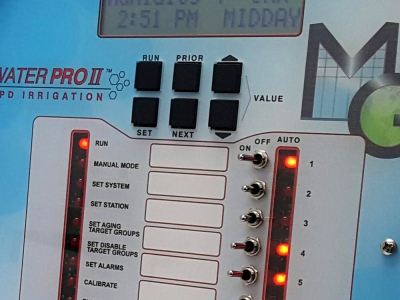 2:51 PM MIDDAY
WATER PRO II
PD IRRIGATION
RUN PRIOR
VALUE
SET NEXT
ON OFF AUTO
RUN
MANUAL MODE
SET SYSTEM
SET STATION
SET AGING
TARGET GROUPS
SET DISABLE
TARGET GROUPS
SET ALARMS
CALIBRATE
1
2
3
4
5
M
G